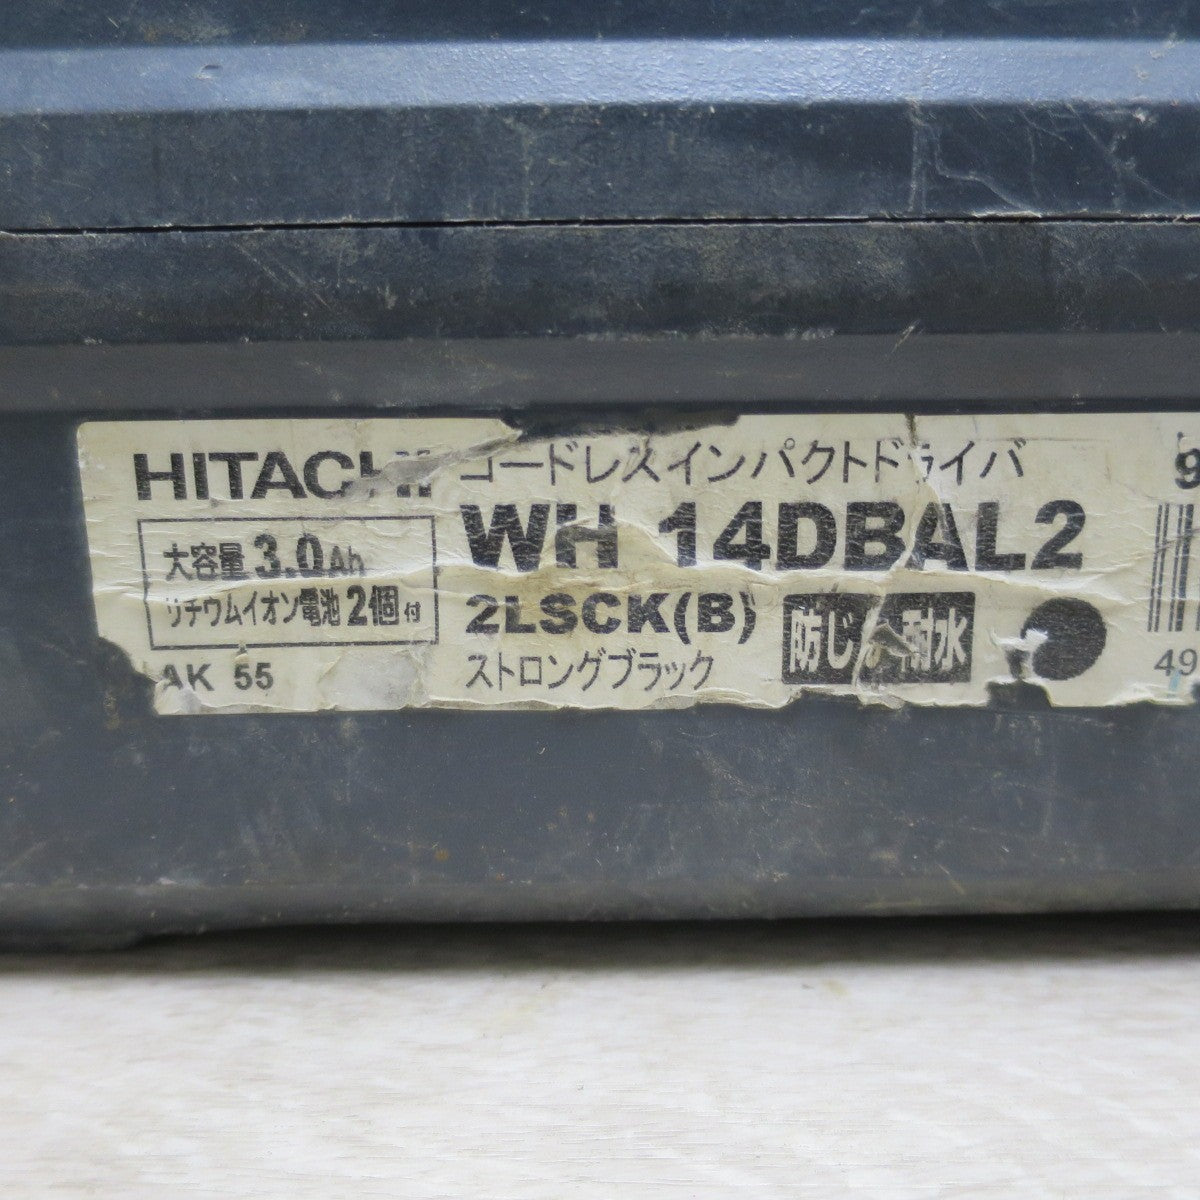 HITACHI コードレスインパクトドライバ
WH 14DBAL2
大容量 3.0Ah
リチウムイオン電池 2個付
2LSCK(B)
ストロングブラック
防じん 耐水
AK 55
9
49